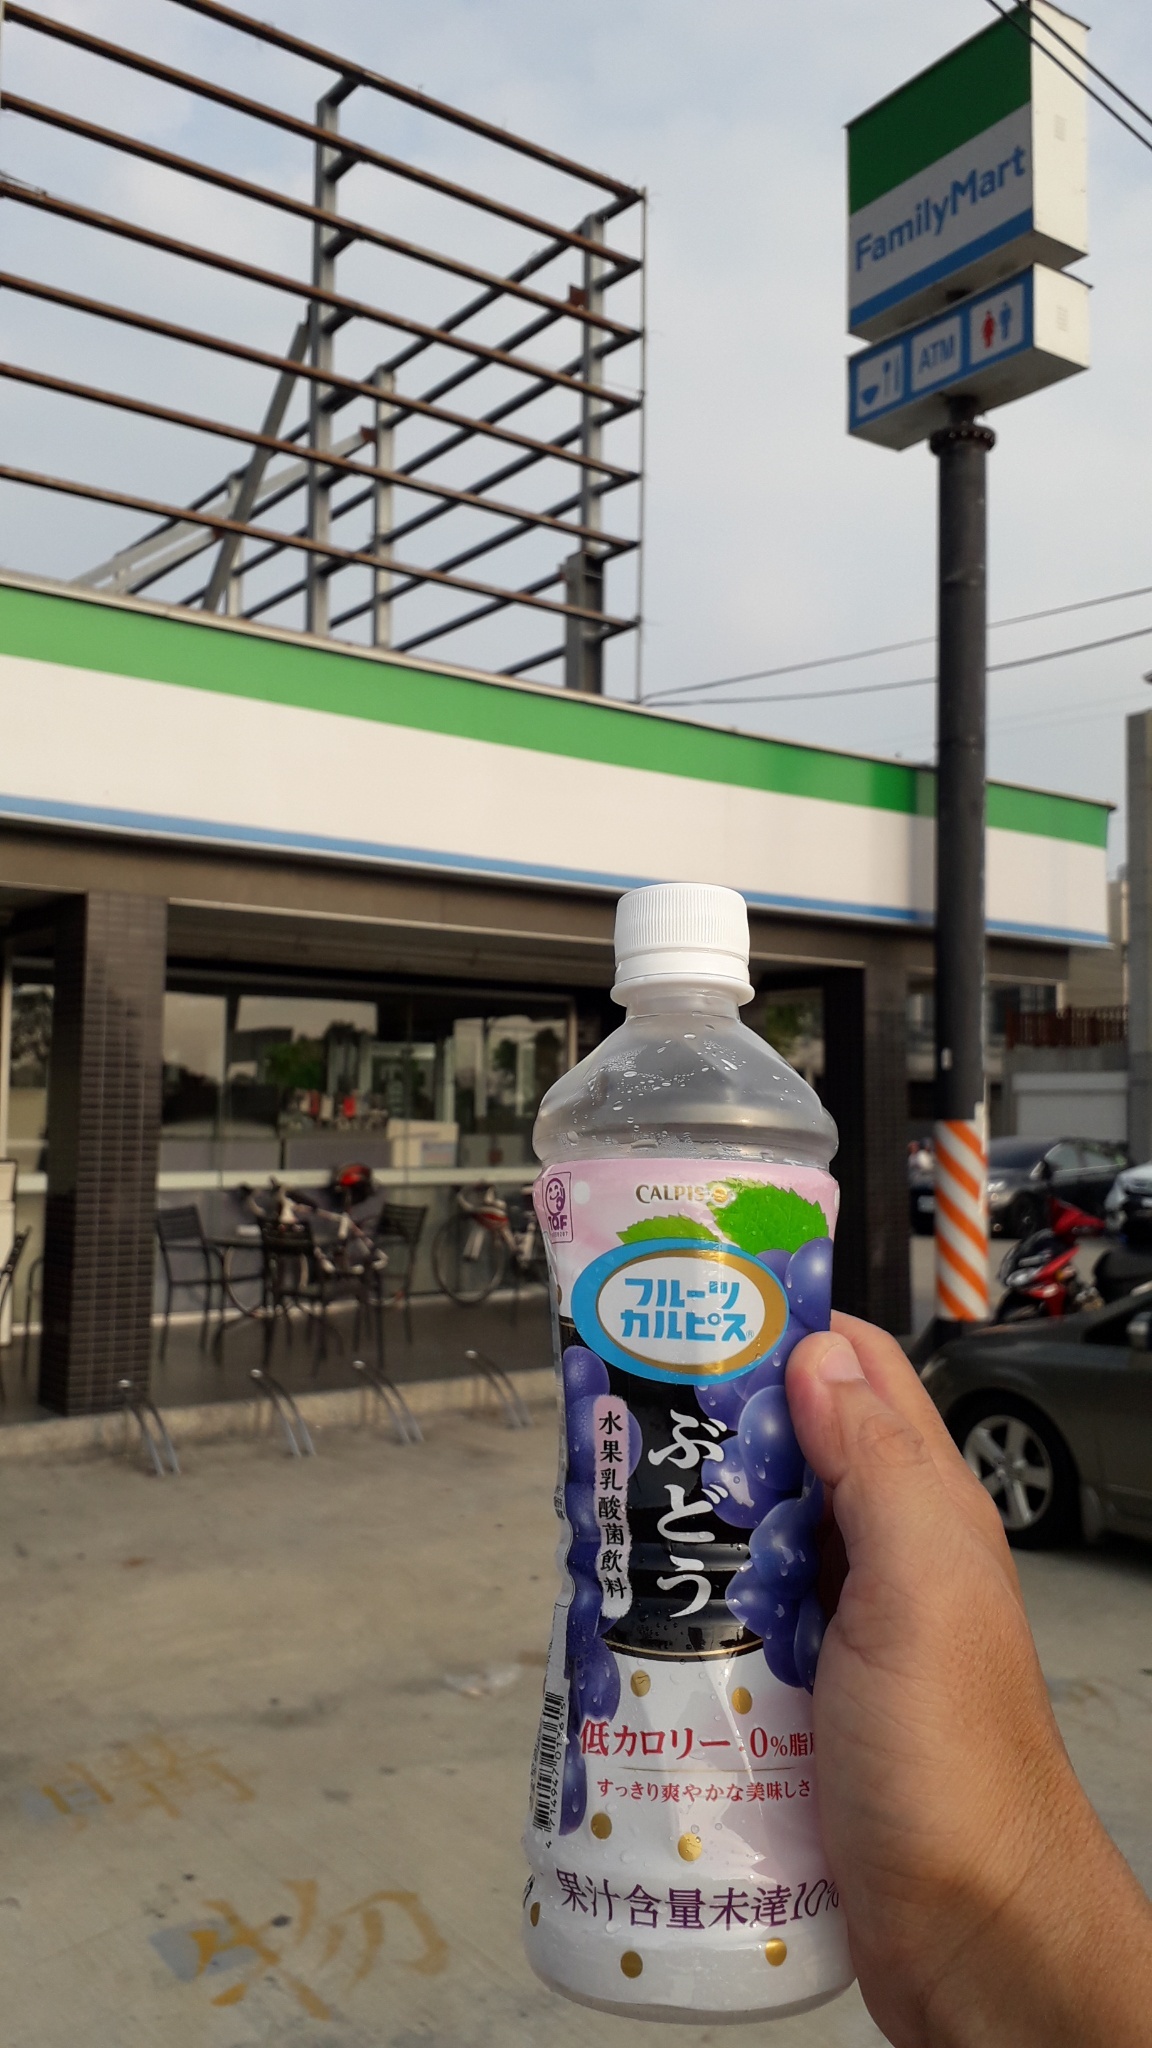 FamilyMart
ATM
CALPIS
フルーツ
カルピス®
ぶどう
水果乳酸菌飲料
低カロリー 0%脂肪
すっきり爽やかな美味しさ
果汁含量未達10%